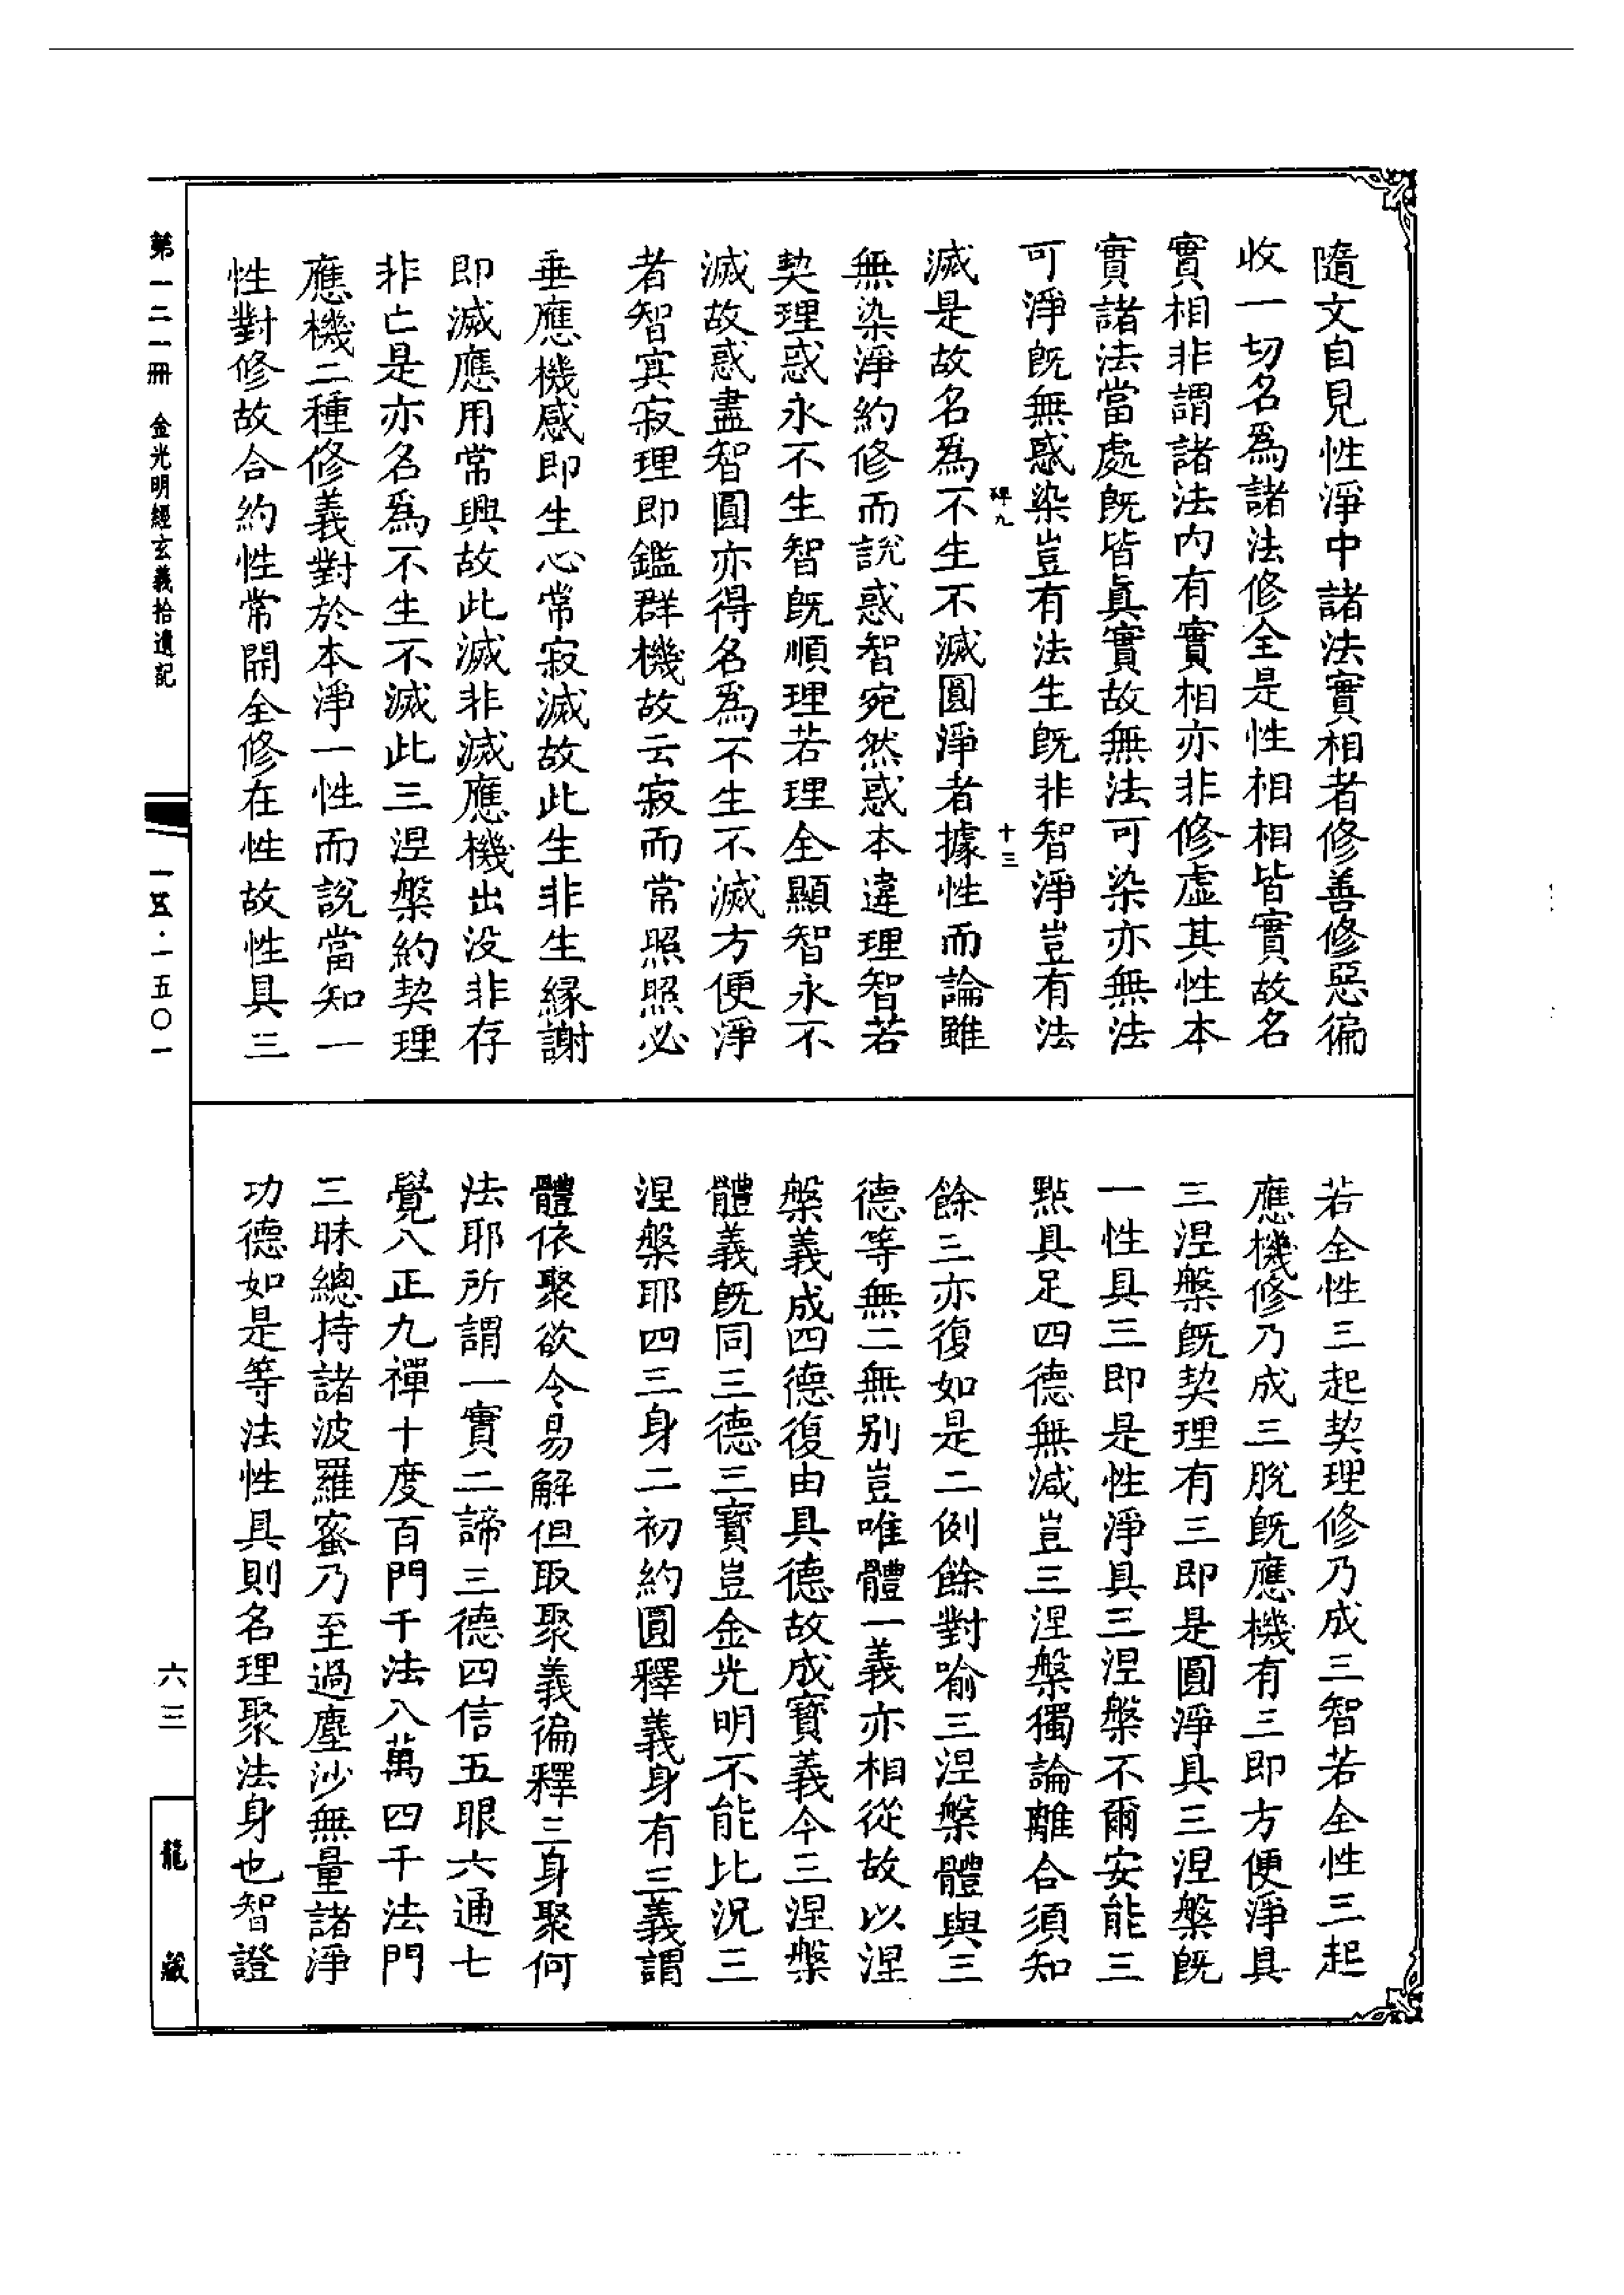 隨文自見性淨中諸法實相者修善修惡徧
收一切名爲諸法修全是性相相皆實故名
實相非謂諸法内有實相亦非修虛其性本
實諸法當處既皆眞實故無法可染亦無法
可淨既無惑染豈有法生既非智淨豈有法
碑九
十三
滅是故名爲不生不滅圓淨者據性而論雖
無染淨約修而説惑智宛然惑本違理智若
契理惑永不生智既順理若理全顯智永不
滅故惑盡智圓亦得名爲不生不滅方便淨
者智寂理即鑑群機故云寂而常照照必
垂應機感即生心常寂滅故此生非生緣謝
即滅應用常興故此滅非滅應機出没非存
非亡是亦名爲不生不滅此三涅槃約契理
應機二種修義對於本淨一性而説當知一
性對修故合約性常開全修在性故性具三
若全性三起契理修乃成三智若全性三起
應機修乃成三脫既應機有三即方便淨具
三涅槃既契理有三即是圓淨具三涅槃既
一性具三即是性淨具三涅槃不爾安能三
點具足四德無減豈三涅槃獨論離合須知
餘三亦復如是二例餘對喻三涅槃體與三
德等無二無别豈唯體一義亦相從故以涅
槃義成四德復由具德故成寶義今三涅槃
體義既同三德三寶豈金光明不能比況三
涅槃耶四三身二初約圓釋義身有三義謂
體依聚欲令易解但取聚義徧釋三身聚何
法耶所謂一實二諦三德四信五眼六通七
覺八正九禪十度百門千法八萬四千法門
三昧總持諸波羅蜜乃至過塵沙無量諸淨
功德如是等法性具則名理聚法身也智證
第一二一冊 金光明經玄義拾遺記
一五·一五〇一
六三
龍藏